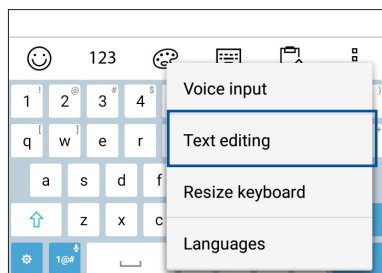 123
Voice input
1 ! 2 @ 3 # 4 $ )
Text editing
q [ w ] e r +
a s d f
Resize keyboard
z x c
Languages
1@#